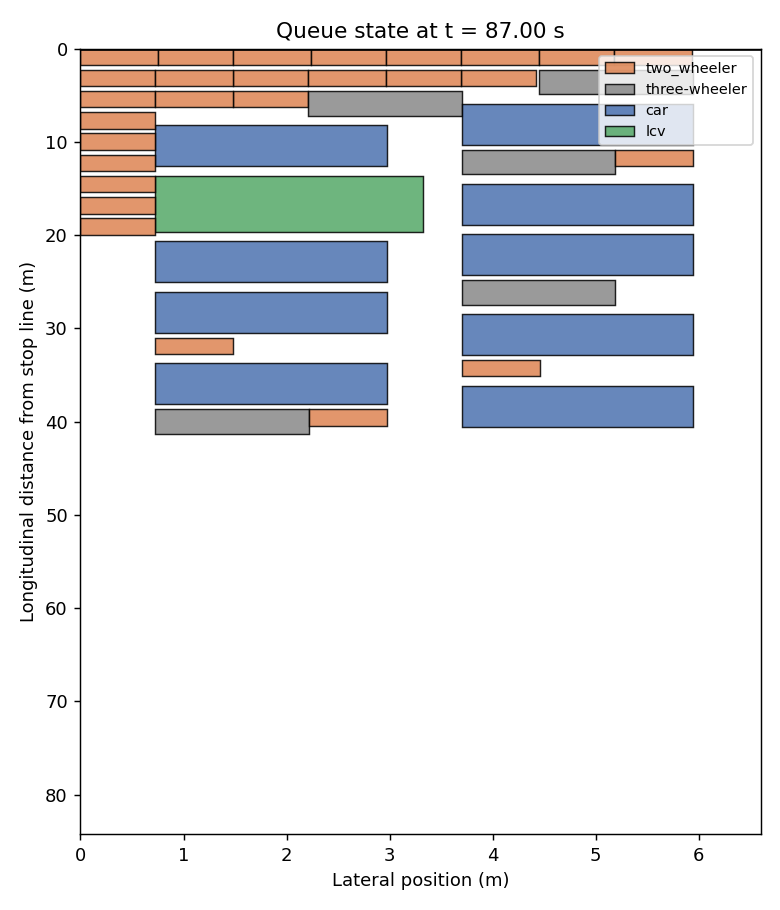 Queue state at t = 87.00 s
two_wheeler
three-wheeler
car
lcv
0
10
20
30
40
50
60
70
80
Longitudinal distance from stop line (m)
0 1 2 3 4 5 6
Lateral position (m)